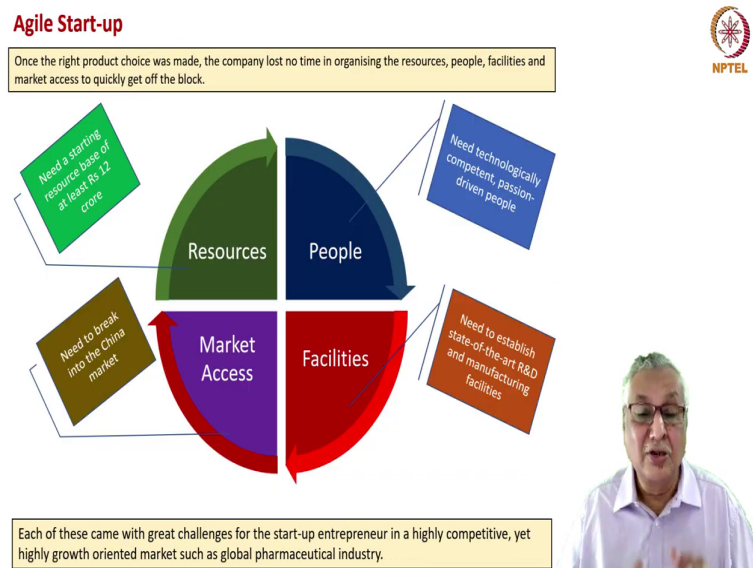 Agile Start-up
NPTEL
Once the right product choice was made, the company lost no time in organising the resources, people, facilities and
market access to quickly get off the block.
Need a starting
resource base of
at least Rs 12
crore
Need technologically
competent, passion-
driven people
Resources
People
Need to break
into the China
market
Market
Access
Facilities
Need to establish
state-of-the-art R&D
and manufacturing
facilities
Each of these came with great challenges for the start-up entrepreneur in a highly competitive, yet
highly growth oriented market such as global pharmaceutical industry.